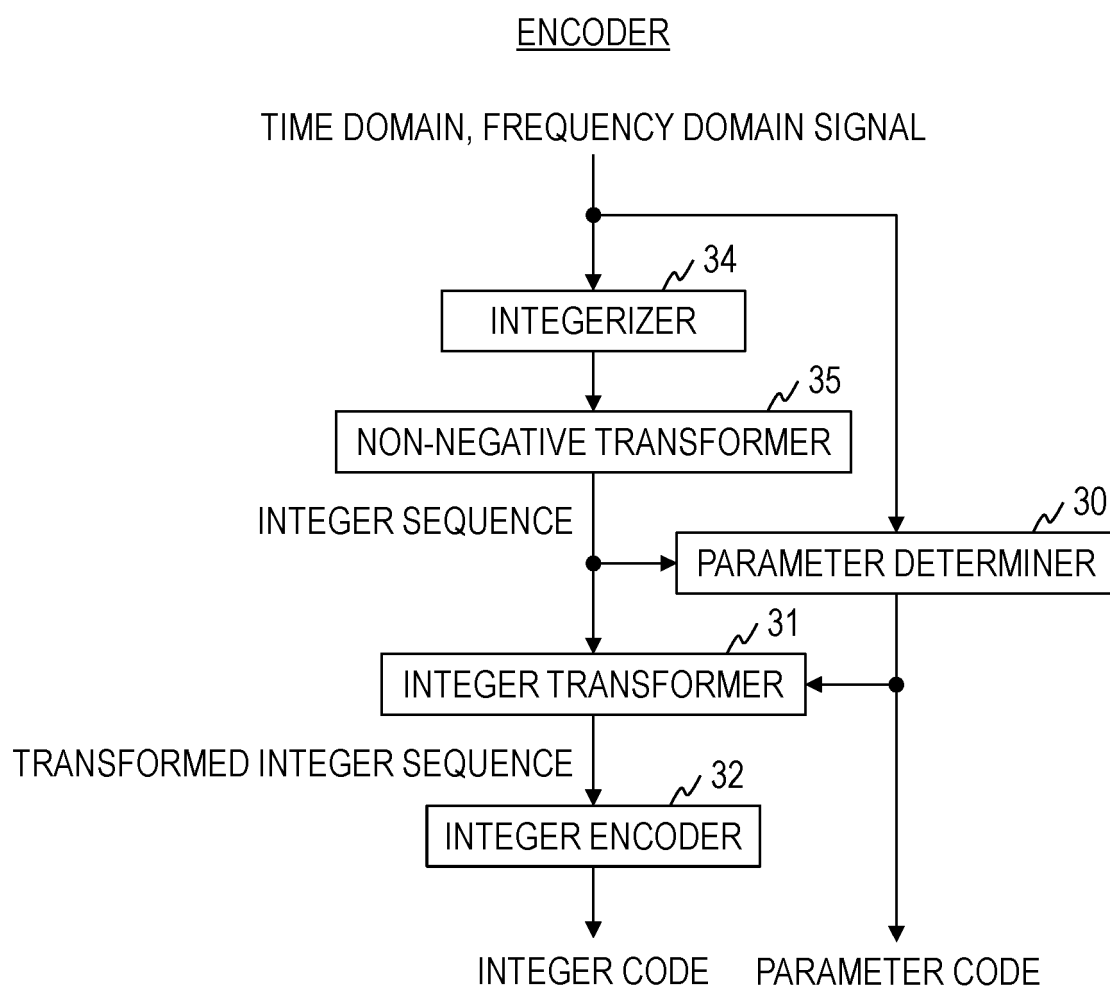 ENCODER
TIME DOMAIN, FREQUENCY DOMAIN SIGNAL
34
INTEGERIZER
35
NON-NEGATIVE TRANSFORMER
INTEGER SEQUENCE
30
PARAMETER DETERMINER
31
INTEGER TRANSFORMER
TRANSFORMED INTEGER SEQUENCE
32
INTEGER ENCODER
INTEGER CODE
PARAMETER CODE